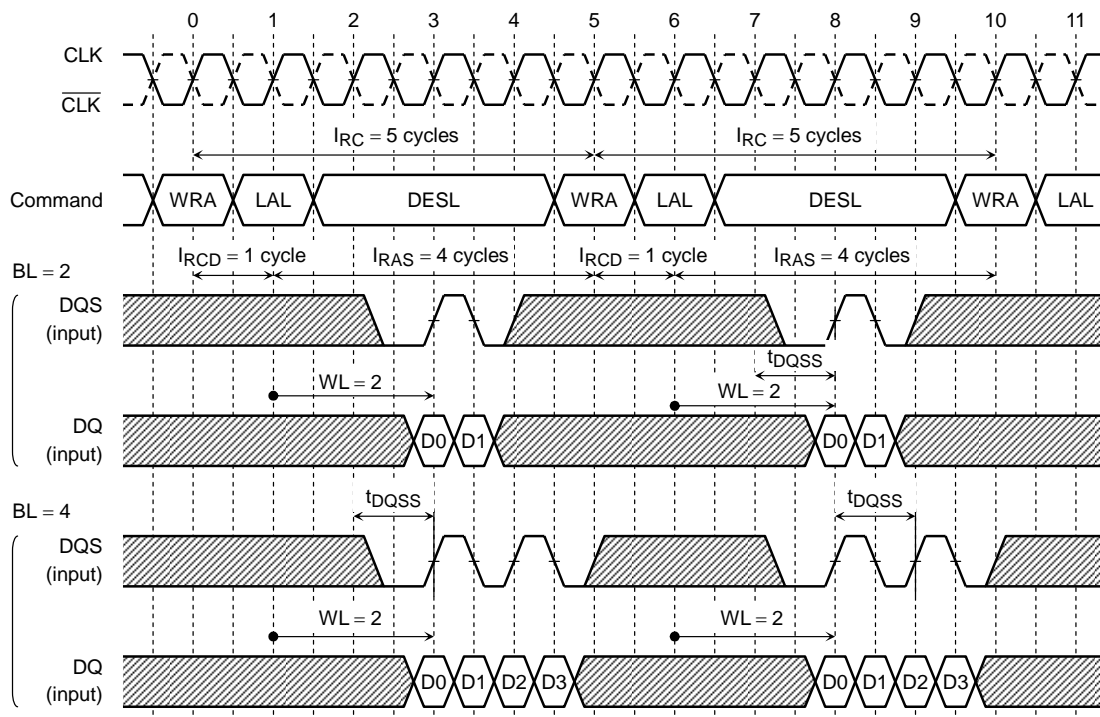 0 1 2 3 4 5 6 7 8 9 10 11
CLK
CLK
IRC = 5 cycles IRC = 5 cycles
Command WRA LAL DESL WRA LAL DESL WRA LAL
IRCD = 1 cycle IRAS = 4 cycles IRCD = 1 cycle IRAS = 4 cycles
BL = 2
DQS
(input)
tDQSS
WL = 2 WL = 2
DQ
(input)
D0 D1 D0 D1
BL = 4
tDQSS tDQSS
DQS
(input)
WL = 2 WL = 2
DQ
(input)
D0 D1 D2 D3 D0 D1 D2 D3